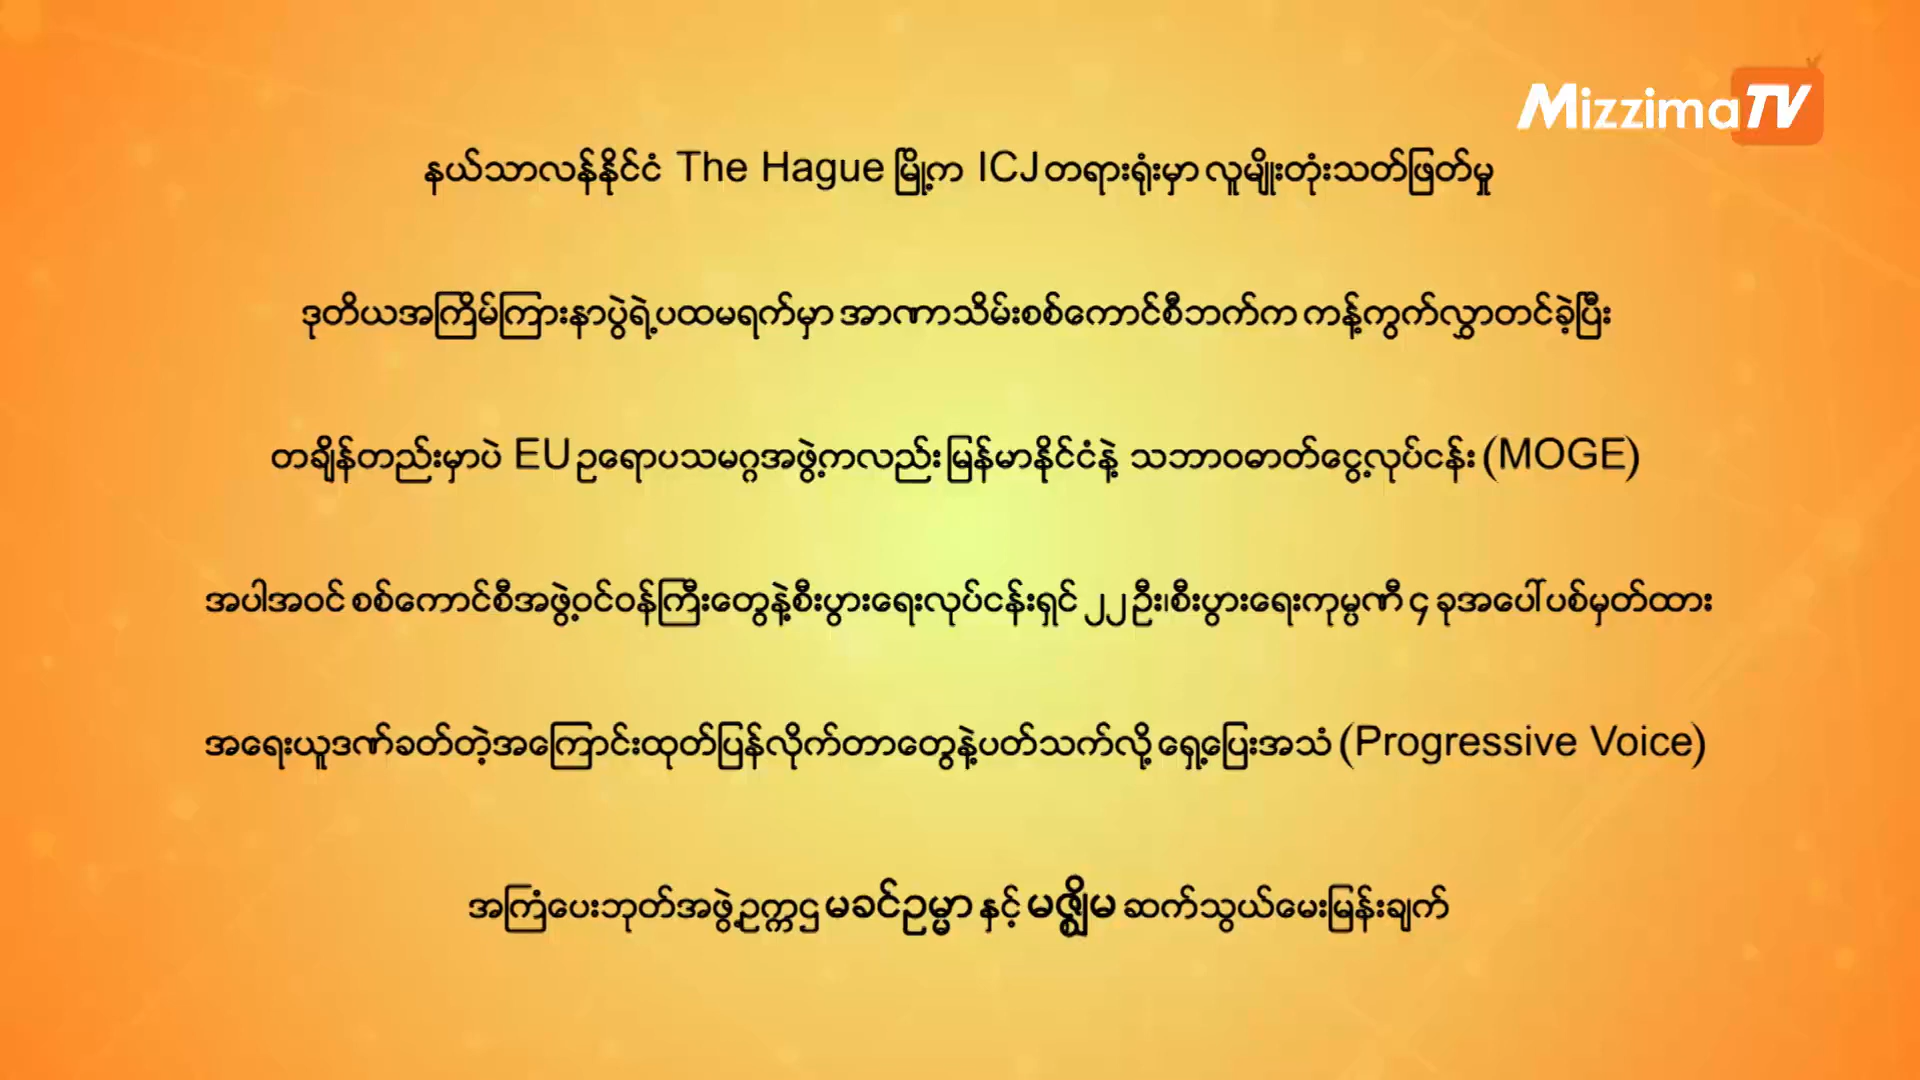 MizzimaTV
နယ်သာလန်နိုင်ငံ The Hague မြို့က ICJ တရားရုံးမှာ လူမျိုးတုံးသတ်ဖြတ်မှု
ဒုတိယအကြိမ်ကြားနာပွဲရဲ့ပထမရက်မှာ အာဏာသိမ်းစစ်ကောင်စီဘက်က ကန့်ကွက်လွှာတင်ခဲ့ပြီး
တချိန်တည်းမှာပဲ EU ဥရောပသမဂ္ဂအဖွဲ့ကလည်း မြန်မာနိုင်ငံနဲ့ သဘာဝဓာတ်ငွေ့လုပ်ငန်း (MOGE)
အပါအဝင် စစ်ကောင်စီအဖွဲ့ဝင်ဝန်ကြီးတွေနဲ့စီးပွားရေးလုပ်ငန်းရှင် ၂၂ ဦး၊စီးပွားရေးကုမ္ပဏီ ၄ ခုအပေါ် ပစ်မှတ်ထား
အရေးယူဒဏ်ခတ်တဲ့အကြောင်းထုတ်ပြန်လိုက်တာတွေနဲ့ပတ်သက်လို့ ရှေ့ပြေးအသံ (Progressive Voice)
အကြံပေးဘုတ်အဖွဲ့ဥက္ကဌ မခင်ဥမ္မာ နှင့် မဇ္ဈိမ ဆက်သွယ်မေးမြန်းချက်